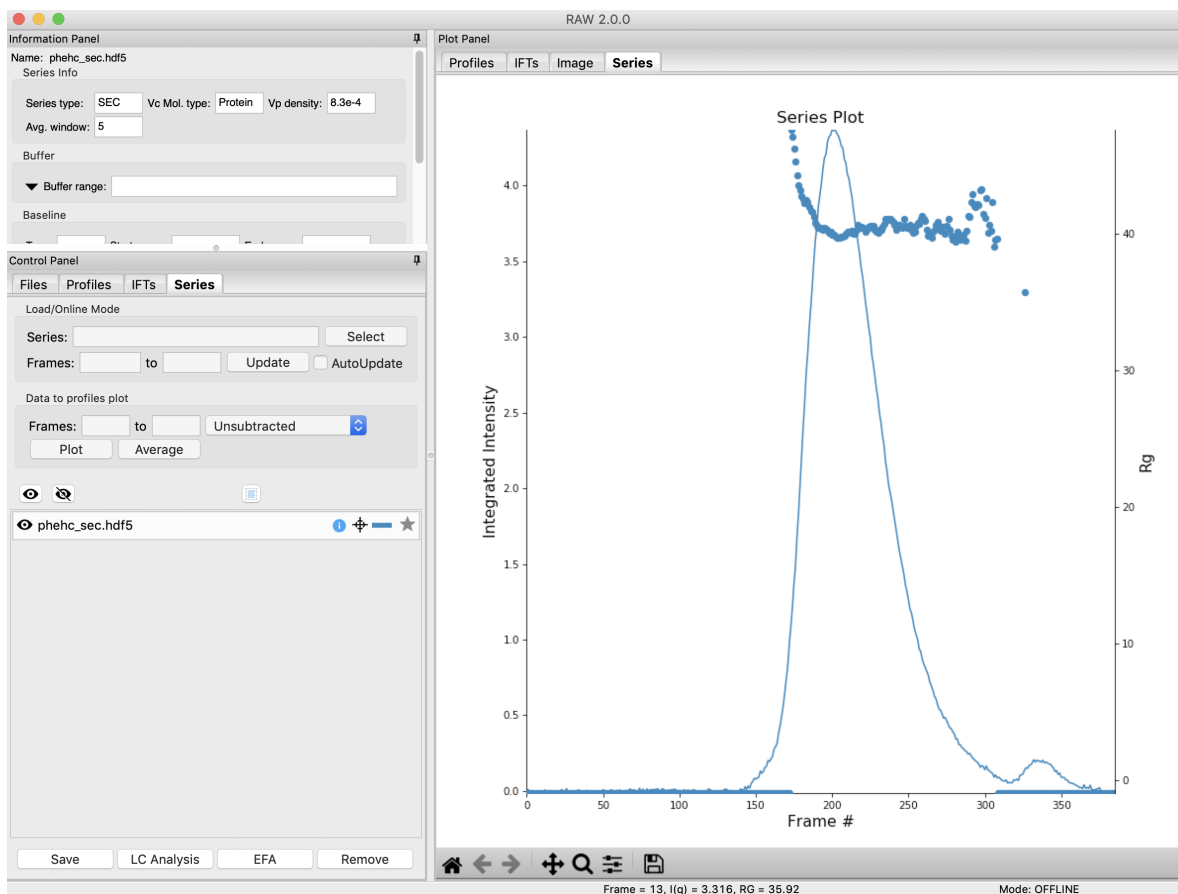 RAW 2.0.0
Information Panel
Name: phehc_sec.hdf5
Series Info
Series type: SEC Vc Mol. type: Protein Vp density: 8.3e-4
Avg. window: 5
Buffer
Buffer range:
Baseline
Control Panel
Files Profiles IFTs Series
Load/Online Mode
Series: Select
Frames: to Update AutoUpdate
Data to profiles plot
Frames: to Unsubtracted
Plot Average
phehc_sec.hdf5
Save LC Analysis EFA Remove
Plot Panel
Profiles IFTs Image Series
Series Plot
4.0
3.5
3.0
2.5
2.0
1.5
1.0
0.5
0.0
Integrated Intensity
40
30
20
10
0
Rg
0 50 100 150 200 250 300 350
Frame #
Frame = 13, I(q) = 3.316, RG = 35.92
Mode: OFFLINE